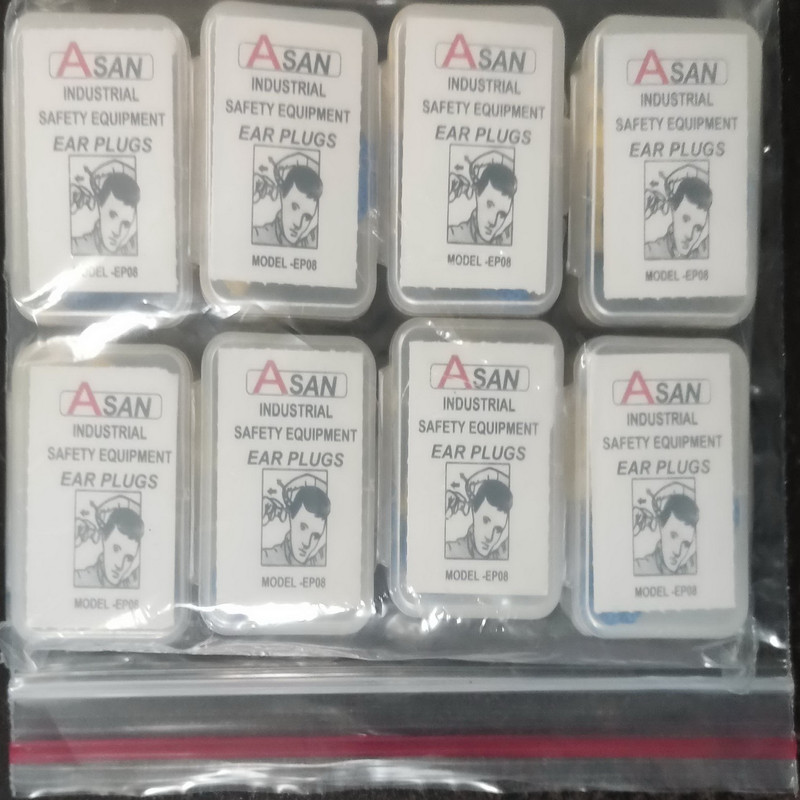 ASAN
INDUSTRIAL
SAFETY EQUIPMENT
EAR PLUGS
MODEL -EP08
ASAN
INDUSTRIAL
SAFETY EQUIPMENT
EAR PLUGS
MODEL -EP08
ASAN
INDUSTRIAL
SAFETY EQUIPMENT
EAR PLUGS
MODEL -EP08
ASAN
INDUSTRIAL
SAFETY EQUIPMENT
EAR PLUGS
MODEL -EP08
ASAN
INDUSTRIAL
SAFETY EQUIPMENT
EAR PLUGS
MODEL -EP08
ASAN
INDUSTRIAL
SAFETY EQUIPMENT
EAR PLUGS
MODEL -EP08
ASAN
INDUSTRIAL
SAFETY EQUIPMENT
EAR PLUGS
MODEL -EP08
ASAN
INDUSTRIAL
SAFETY EQUIPMENT
EAR PLUGS
MODEL -EP08